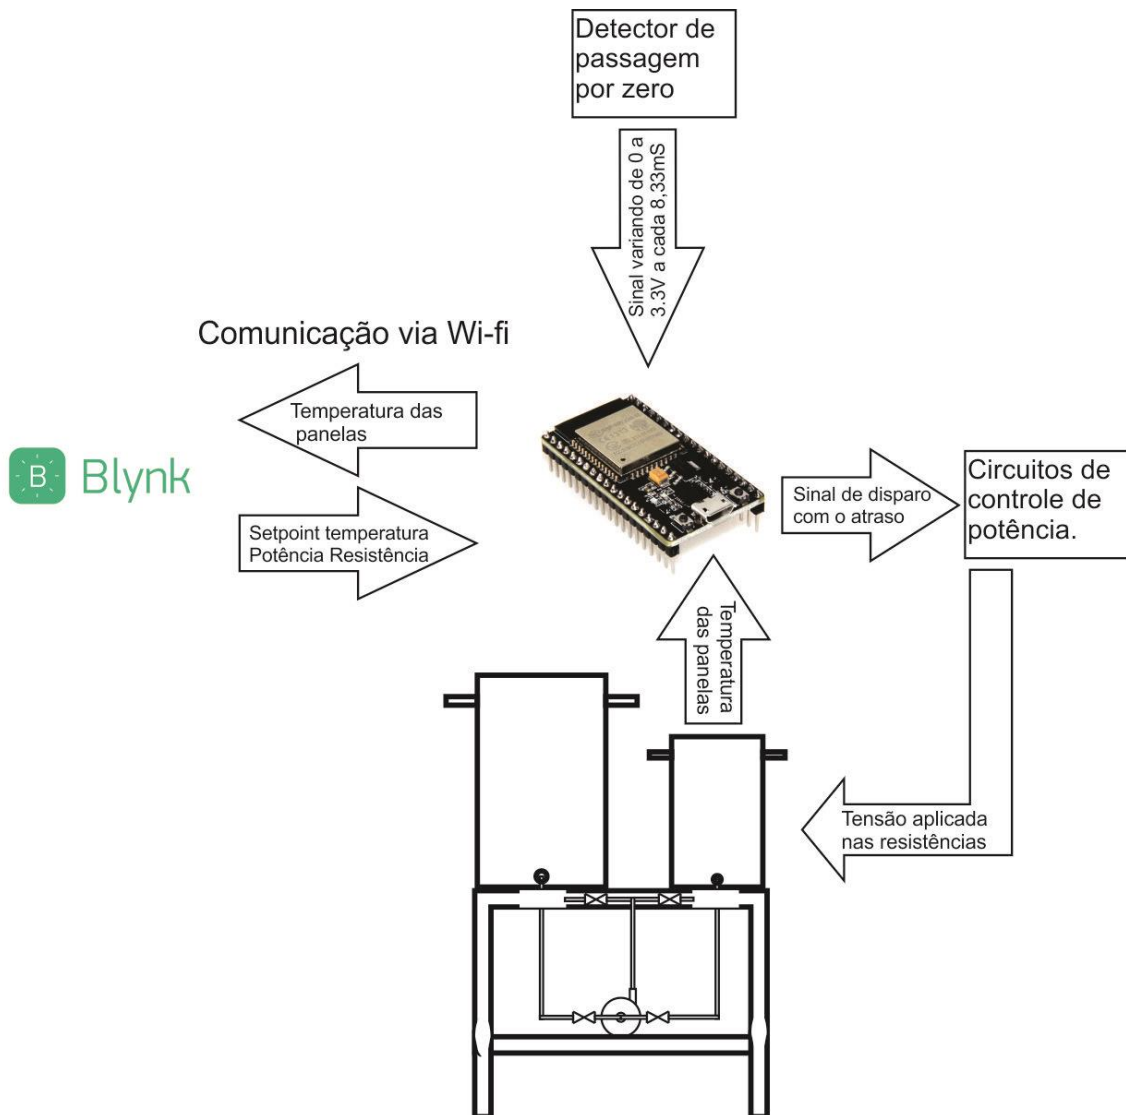 Detector de
passagem
por zero
Sinal variando de 0 a
3.3V a cada 8,33mS
Comunicação via Wi-fi
Temperatura das
panelas
B Blynk
Setpoint temperatura
Potência Resistência
Sinal de disparo
com o atraso
Circuitos de
controle de
potência.
Temperatura
das panelas
Tensão aplicada
nas resistências